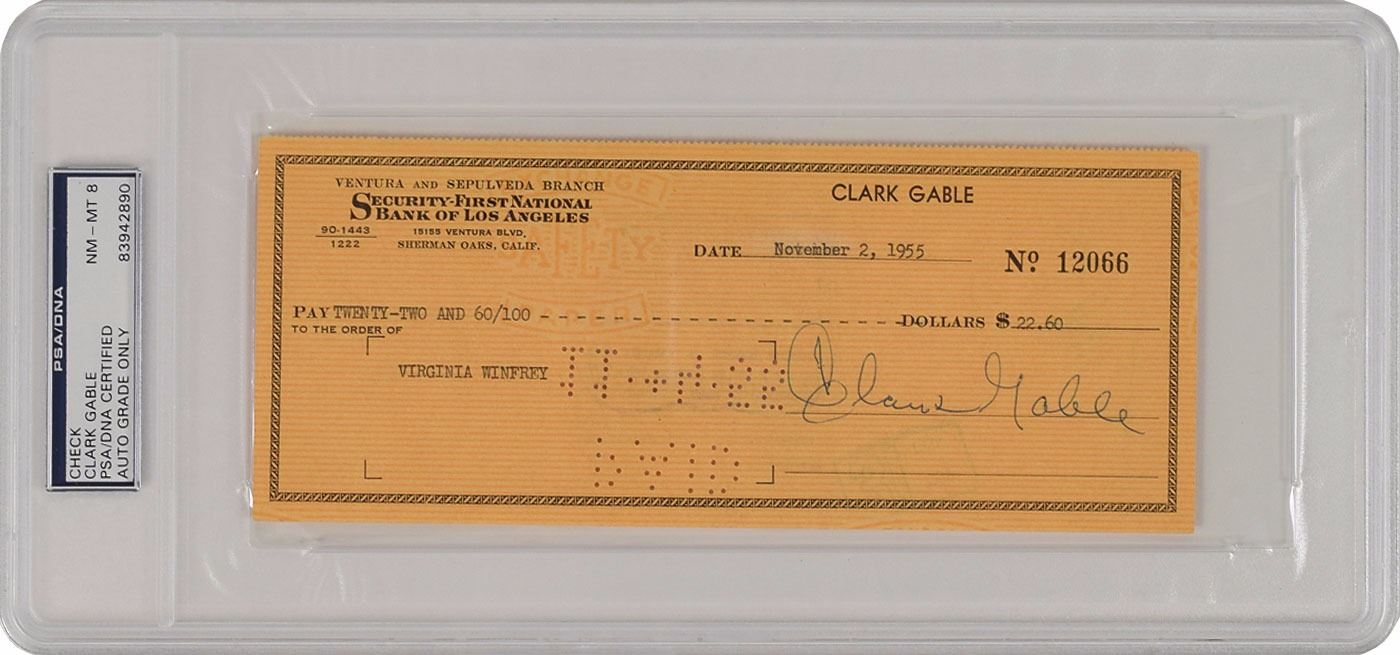 PSA/DNA
CHECK NM - MT 8
CLARK GABLE
PSA/DNA CERTIFIED
AUTO GRADE ONLY 83942890
VENTURA AND SEPULVEDA BRANCH
SECURITY-FIRST NATIONAL
BANK OF LOS ANGELES
90-1443
1222
15155 VENTURA BLVD.
SHERMAN OAKS, CALIF.
CLARK GABLE
DATE November 2, 1955
Nº 12066
SAFETY
PAY TWENTY-TWO AND 60/100 - - - - - - - - - - - - - - - - - - - - - - - - DOLLARS $ 22.60
TO THE ORDER OF
VIRGINIA WINFREY
Clark Gable